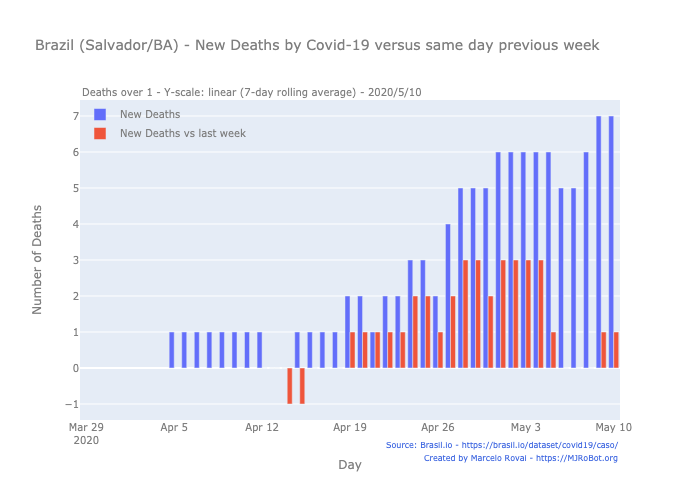 Brazil (Salvador/BA) - New Deaths by Covid-19 versus same day previous week
Deaths over 1 - Y-scale: linear (7-day rolling average) - 2020/5/10
New Deaths
New Deaths vs last week
Number of Deaths
7
6
5
4
3
2
1
0
−1
Mar 29
2020
Apr 5
Apr 12
Apr 19
Apr 26
May 3
May 10
Source: Brasil.io - https://brasil.io/dataset/covid19/caso/
Created by Marcelo Rovai - https://MJRoBot.org
Day